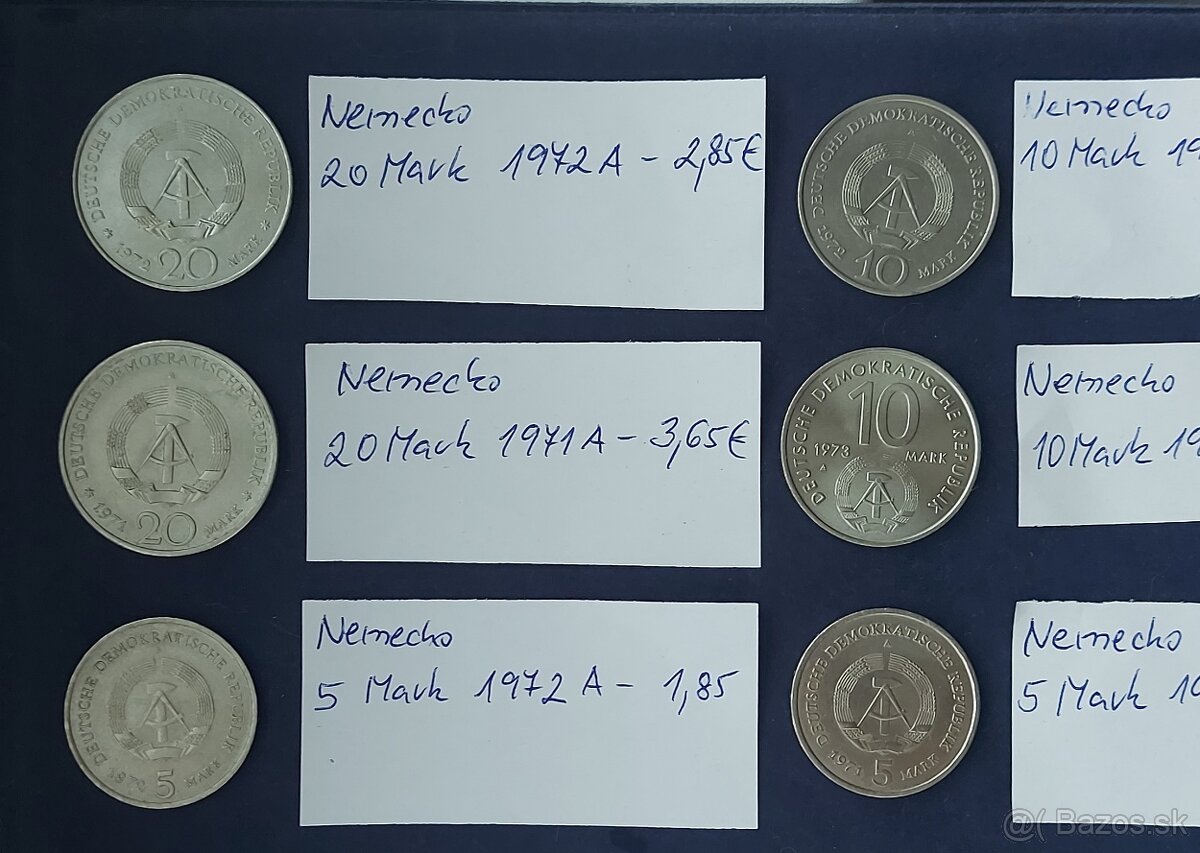 DEUTSCHE DEMOKRATISCHE REPUBLIK
* 1972 20 MARK *
Nemecko
20 Mark 1972 A - 2,85€
DEUTSCHE DEMOKRATISCHE REPUBLIK
A
1972 10 MARK
Nemecko
10 Mark 19
DEUTSCHE DEMOKRATISCHE REPUBLIK
* 1971 20 MARK *
Nemecko
20 Mark 1971 A - 3,65€
DEUTSCHE DEMOKRATISCHE REPUBLIK
10
1973 MARK
A
Nemecko
10 Mark 19
DEUTSCHE DEMOKRATISCHE REPUBLIK
5 MARK
Nemecko
5 Mark 1972 A - 1,85
DEUTSCHE DEMOKRATISCHE REPUBLIK
A
1971 5 MARK
Nemecko
5 Mark 19
@( Bazos.sk